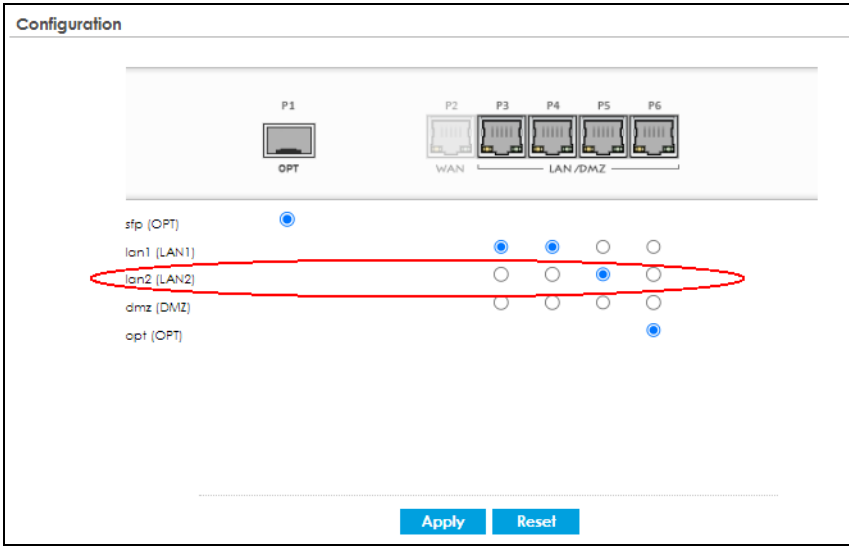 Configuration
P1 P2 P3 P4 P5 P6
OPT WAN LAN/DMZ
sfp (OPT)
lan1 (LAN1)
lan2 (LAN2)
dmz (DMZ)
opt (OPT)
Apply Reset